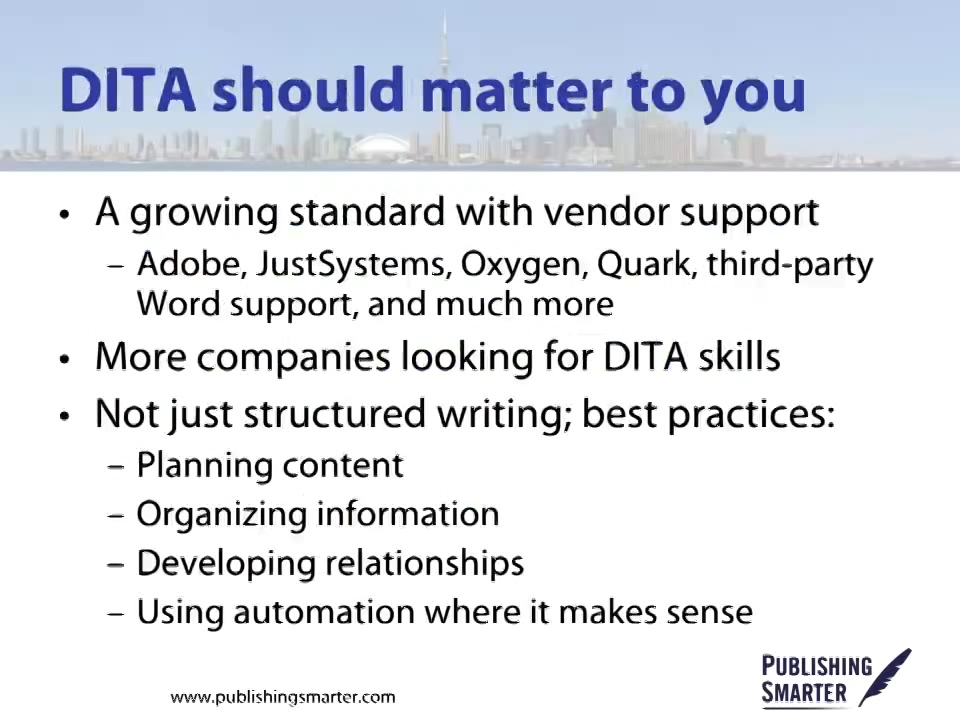 DITA should matter to you
• A growing standard with vendor support
– Adobe, JustSystems, Oxygen, Quark, third-party
Word support, and much more
• More companies looking for DITA skills
• Not just structured writing; best practices:
– Planning content
– Organizing information
– Developing relationships
– Using automation where it makes sense
www.publishingsmarter.com
PUBLISHING
SMARTER